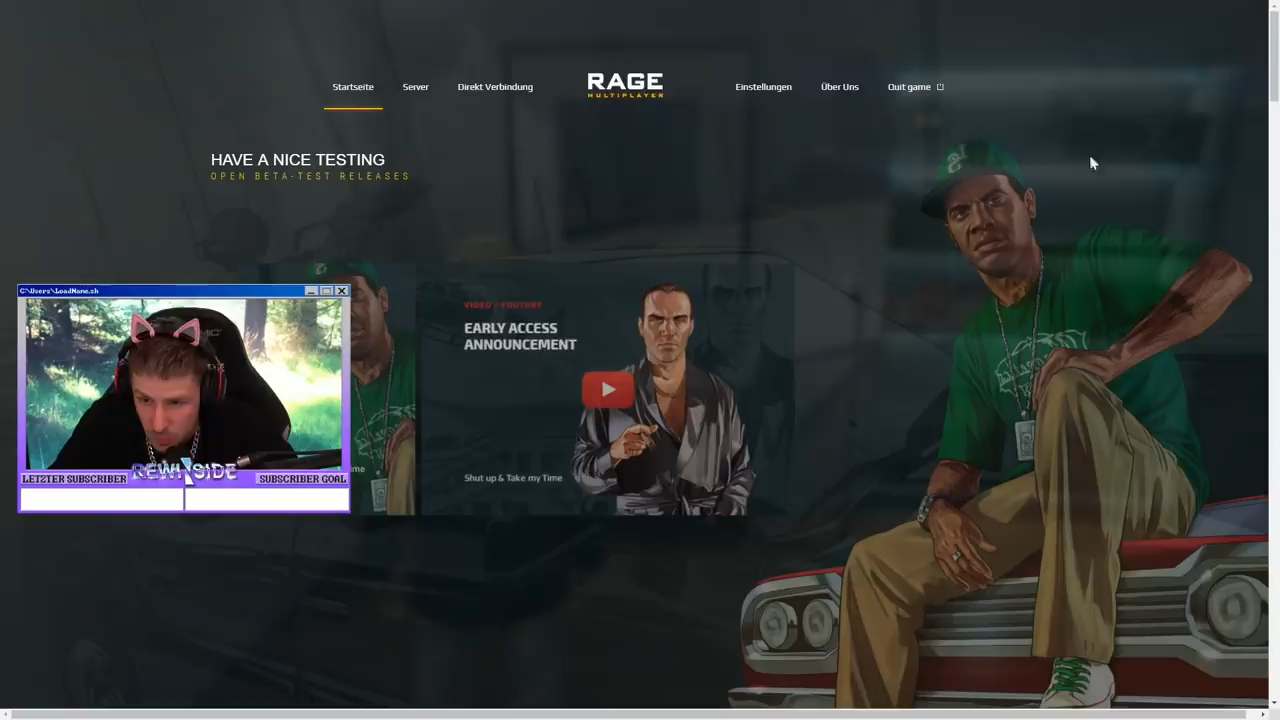 Startseite
Server
Direkt Verbindung
RAGE
MULTIPLAYER
Einstellungen
Über Uns
Quit game
HAVE A NICE TESTING
OPEN BETA-TEST RELEASES
C:\Users\LoadName.sh
VIDEO - YOUTUBE
EARLY ACCESS
ANNOUNCEMENT
Shut up & Take my Time
REWINSIDE
LETZTER SUBSCRIBER
SUBSCRIBER GOAL